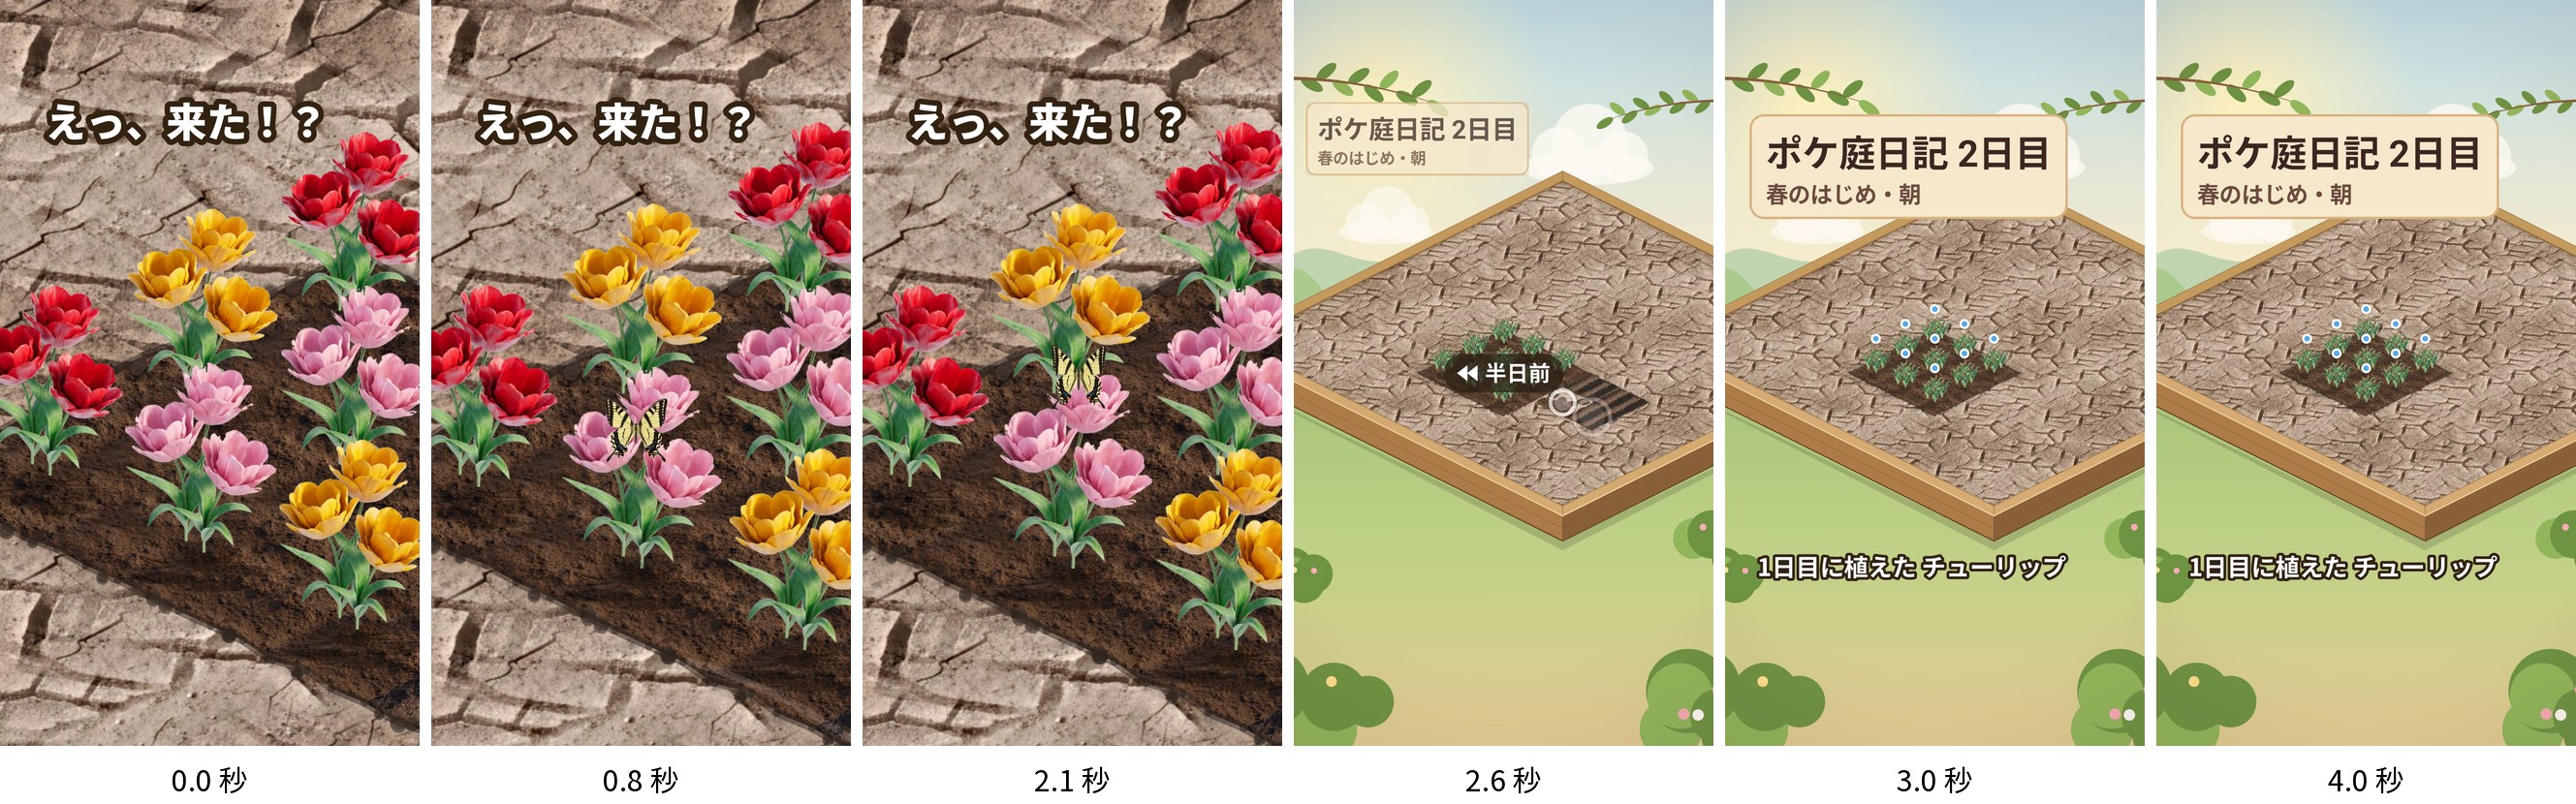 えっ、来た！？
えっ、来た！？
えっ、来た！？
ポケ庭日記 2日目
春のはじめ・朝
半日前
ポケ庭日記 2日目
春のはじめ・朝
1日目に植えた チューリップ
ポケ庭日記 2日目
春のはじめ・朝
1日目に植えた チューリップ
0.0 秒
0.8 秒
2.1 秒
2.6 秒
3.0 秒
4.0 秒